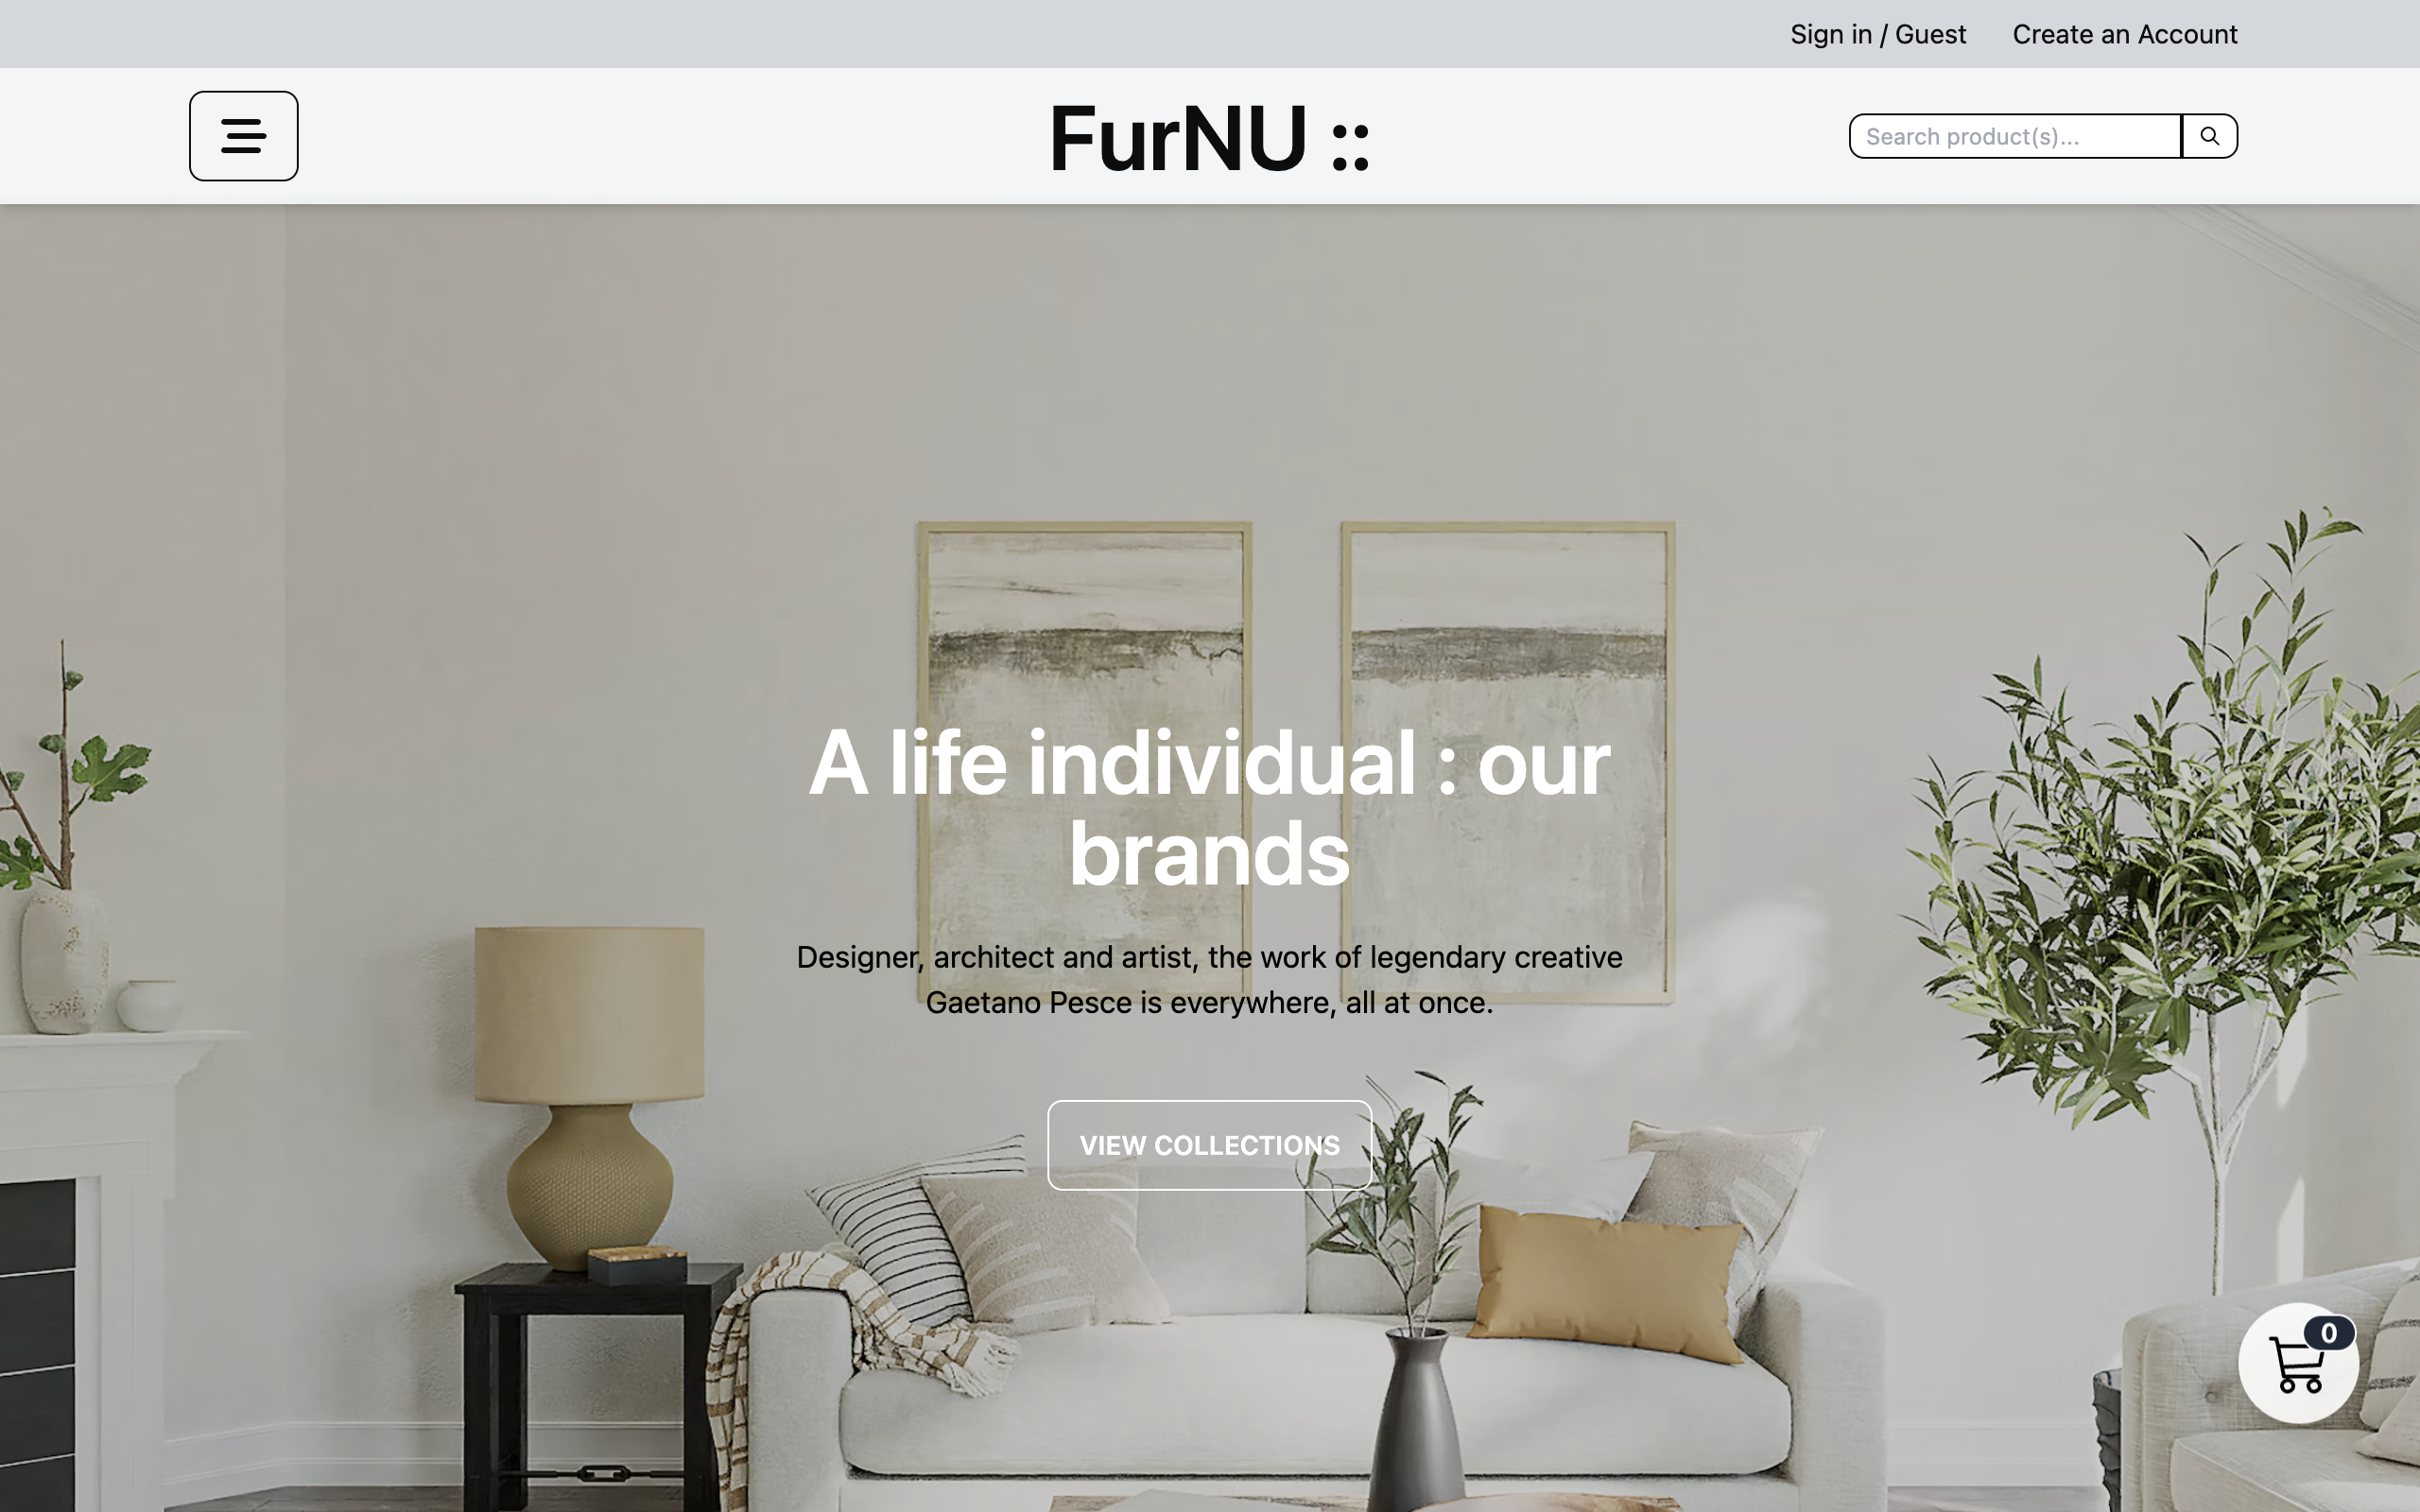 Sign in / Guest Create an Account
FurNU ::
Search product(s)...
A life individual : our
brands
Designer, architect and artist, the work of legendary creative
Gaetano Pesce is everywhere, all at once.
VIEW COLLECTIONS
0